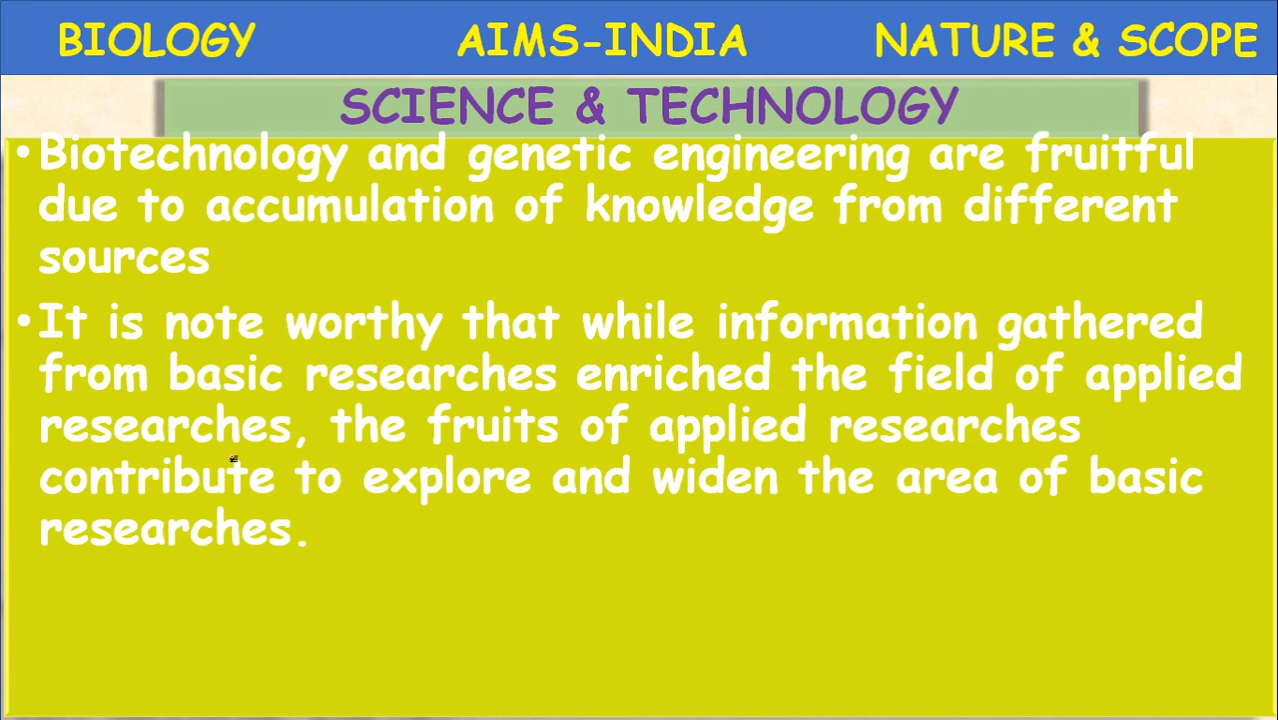 BIOLOGY AIMS-INDIA NATURE & SCOPE
SCIENCE & TECHNOLOGY
•Biotechnology and genetic engineering are fruitful
due to accumulation of knowledge from different
sources
•It is note worthy that while information gathered
from basic researches enriched the field of applied
researches, the fruits of applied researches
contribute to explore and widen the area of basic
researches.